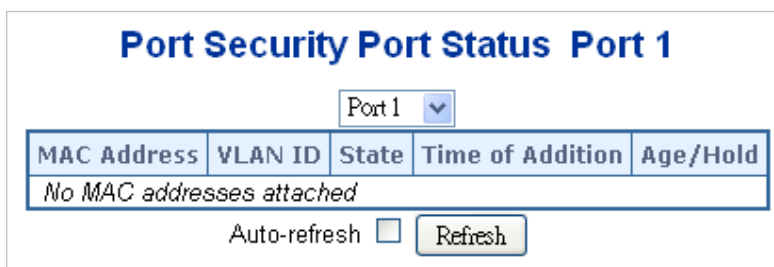 Port Security Port Status Port 1
Port 1
MAC Address VLAN ID State Time of Addition Age/Hold
No MAC addresses attached
Auto-refresh Refresh